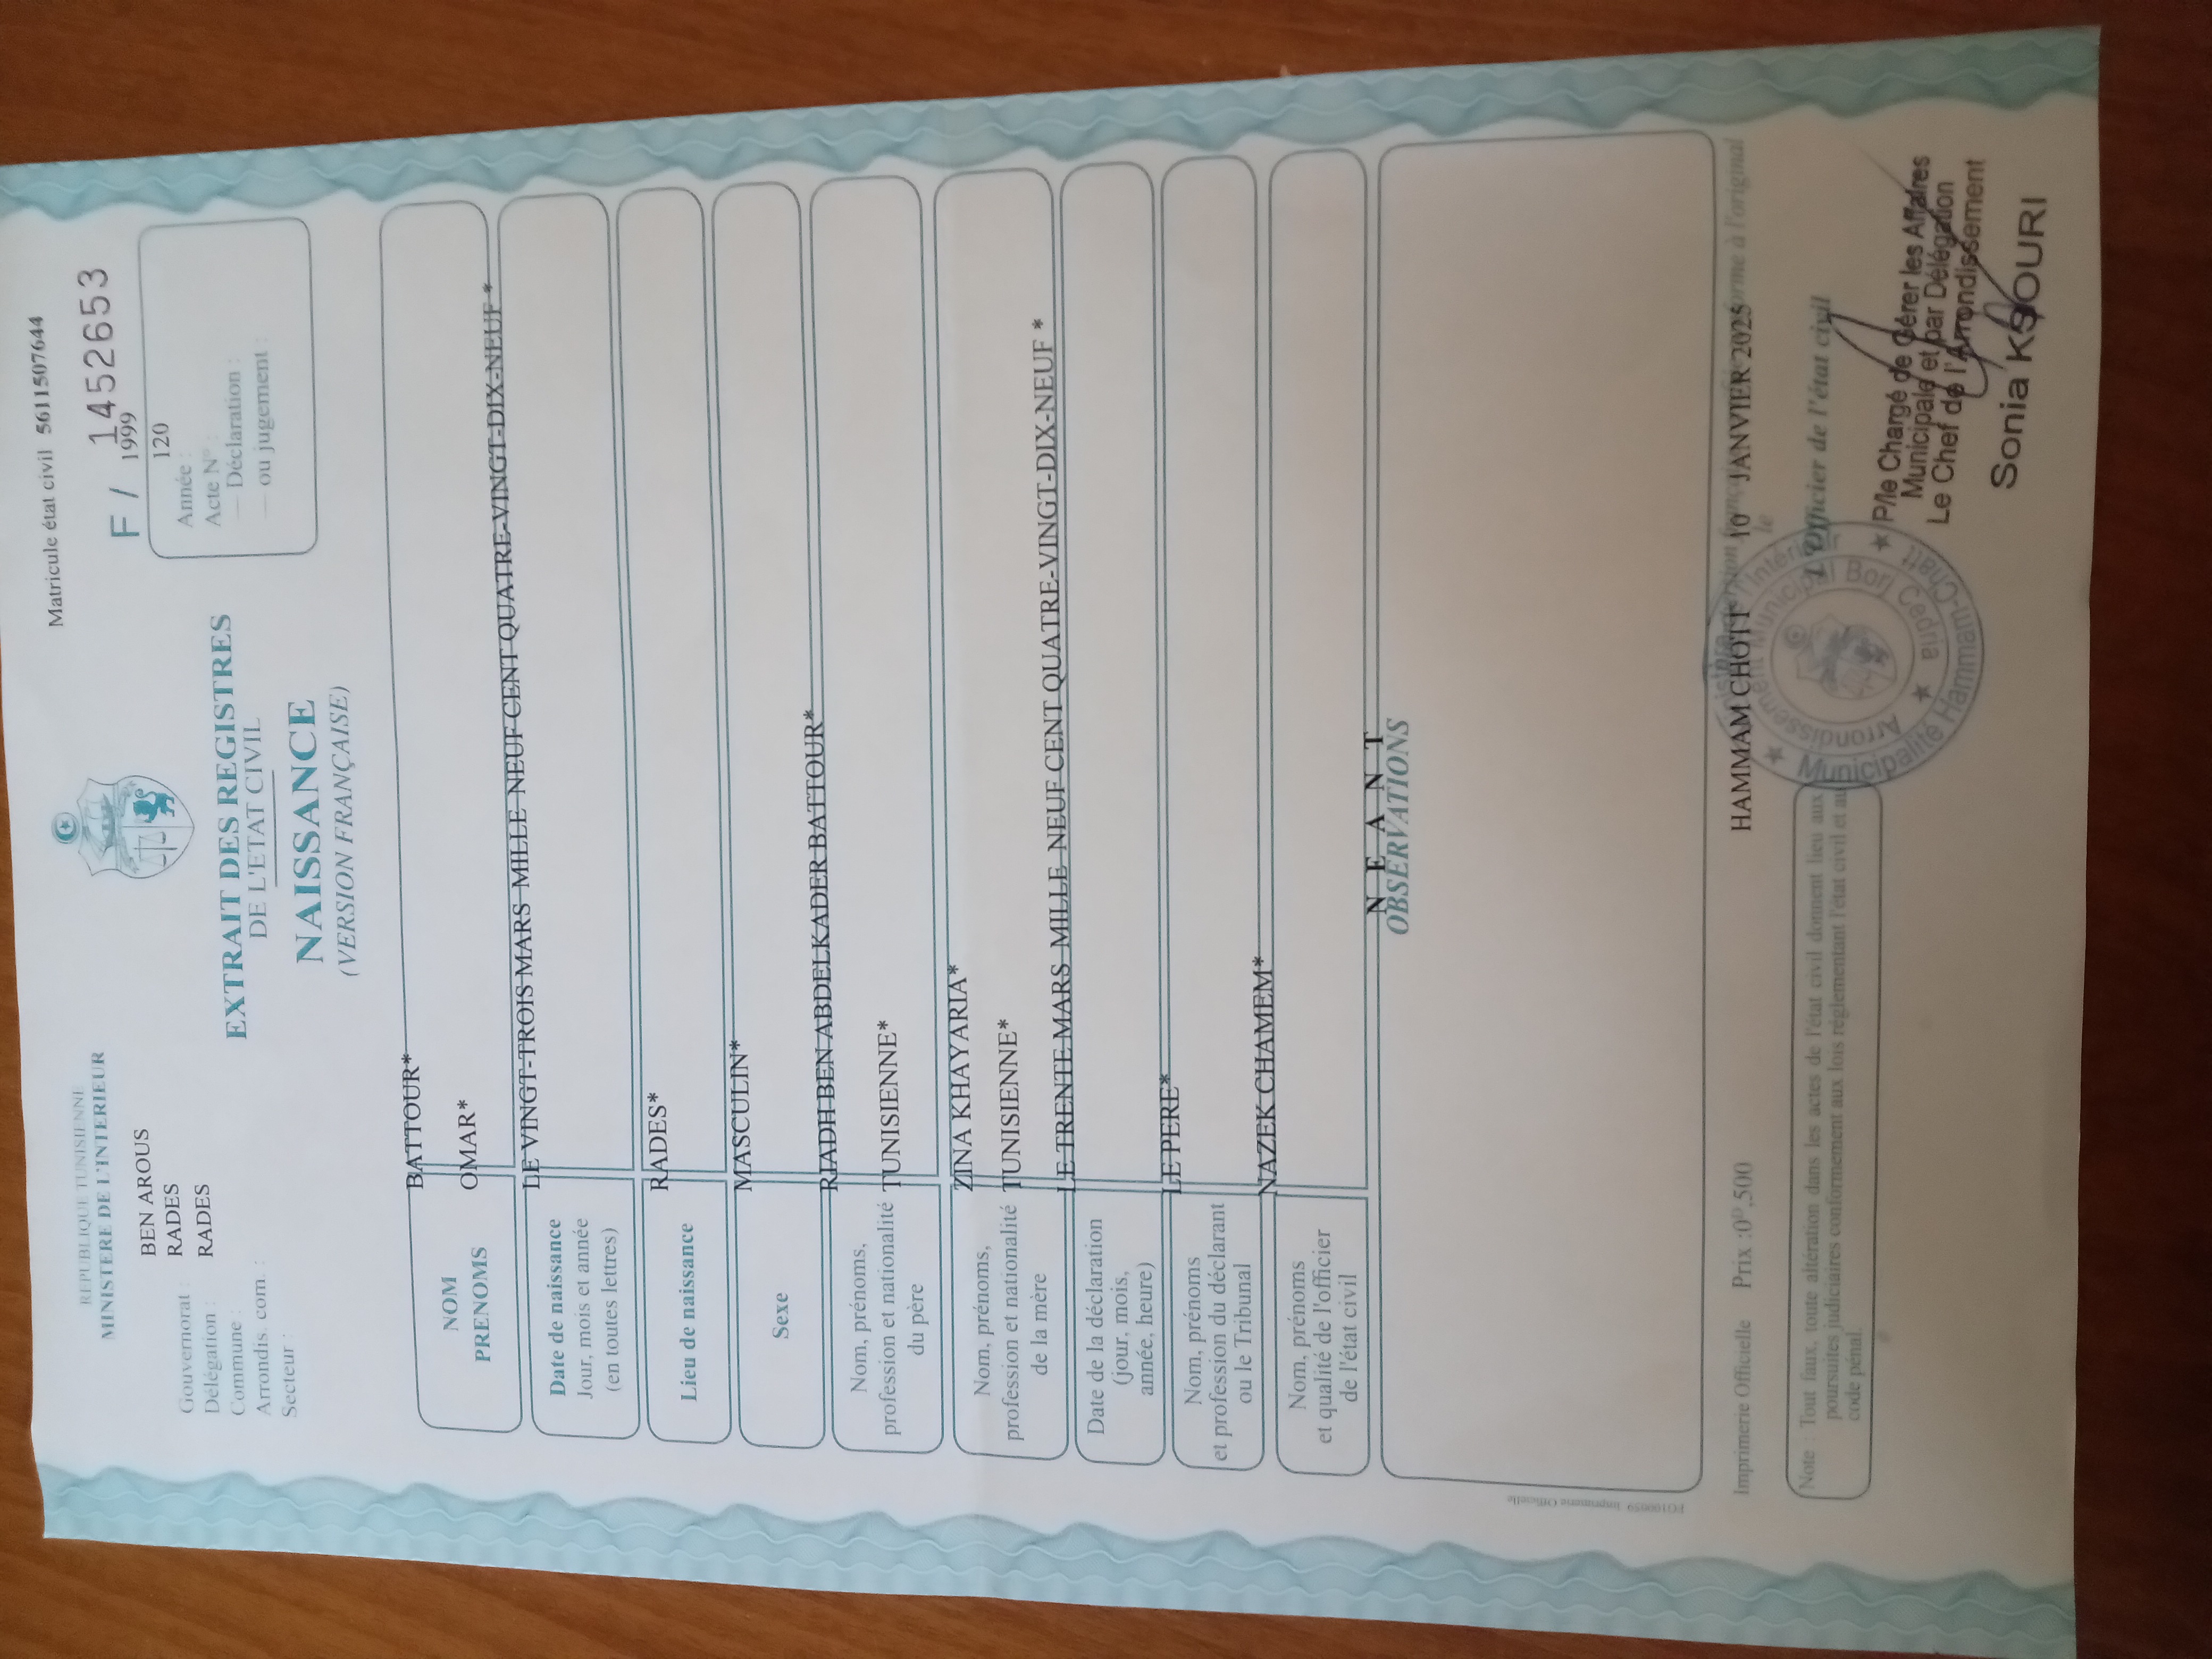 REPUBLIQUE TUNISIENNE
MINISTERE DE L'INTERIEUR
BEN AROUS
RADES
RADES
Gouvernorat :
Délégation :
Commune :
Arrondis. com. :
Secteur :
Matricule état civil 5611507644
F / 1452653
1999
120
Année :
Acte N° :
— Déclaration :
— ou jugement :
EXTRAIT DES REGISTRES
DE L'ETAT CIVIL
NAISSANCE
(VERSION FRANÇAISE)
NOM
PRENOMS
BATTOUR*
OMAR*
Date de naissance
Jour, mois et année
(en toutes lettres)
LE VINGT-TROIS MARS MILLE NEUF CENT QUATRE-VINGT-DIX-NEUF *
Lieu de naissance
RADES*
Sexe
MASCULIN*
Nom, prénoms,
profession et nationalité
du père
RIADH BEN ABDELKADER BATTOUR*
TUNISIENNE*
Nom, prénoms,
profession et nationalité
de la mère
ZINA KHAYARIA*
TUNISIENNE*
Date de la déclaration
(jour, mois,
année, heure)
LE TRENTE MARS MILLE NEUF CENT QUATRE-VINGT-DIX-NEUF *
Nom, prénoms
et profession du déclarant
ou le Tribunal
LE PERE*
Nom, prénoms
et qualité de l'officier
de l'état civil
NAZEK CHAMEM*
N E A N T
OBSERVATIONS
FG100059 Imprimerie Officielle
Imprimerie Officielle Prix :0ᴰ,500
conforme à l'original
HAMMAM CHOTT le 10 JANVIER 2025
L'Officier de l'état civil
Note : Tout faux, toute altération dans les actes de l'état civil donnent lieu aux
poursuites judiciaires conformément aux lois réglementant l'état civil et au
code pénal.
Arrondissement Municipal Borj Cedria
Municipalité Hammam-Chatt
P/le Chargé de Gérer les Affaires
Municipale et par Délégation
Le Chef de l'Arrondissement
Sonia KSOURI